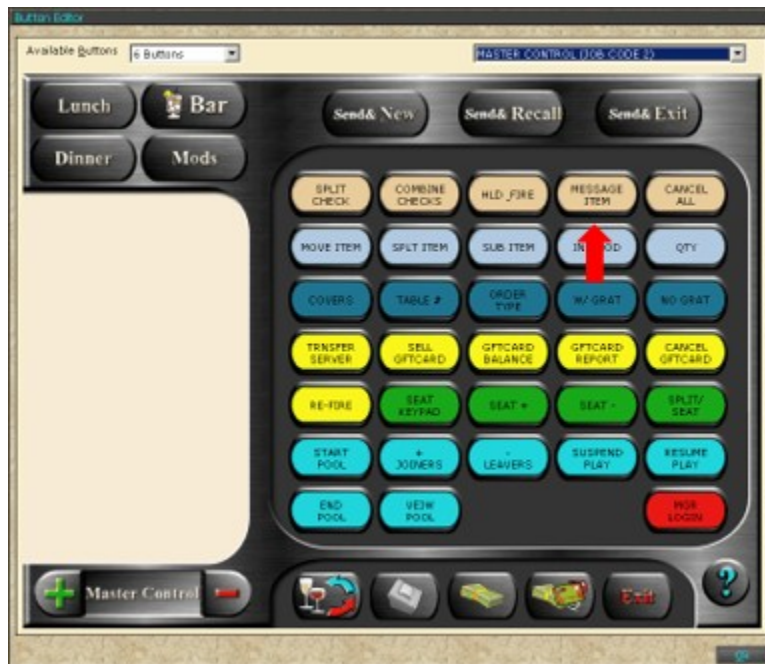 Button Editor
Available Buttons 6 Buttons MASTER CONTROL (JOB CODE 2)
Lunch Bar Send& New Send& Recall Send& Exit
Dinner Mods
SPLIT CHECK
COMBINE CHECKS
HLD_FIRE
MESSAGE ITEM
CANCEL ALL
MOVE ITEM
SPLT ITEM
SUB ITEM
QTY
COVERS
TABLE #
ORDER TYPE
W/ GRAT
NO GRAT
TRNSFER SERVER
SELL GFTCARD
GFTCARD BALANCE
GFTCARD REPORT
CANCEL GFTCARD
RE-FIRE
SEAT KEYPAD
SEAT +
SEAT -
SPLIT/ SEAT
START POOL
+ JOINERS
- LEAVERS
SUSPEND PLAY
RESUME PLAY
END POOL
VEIW POOL
MGR LOGIN
Master Control
Exit
?
Ok